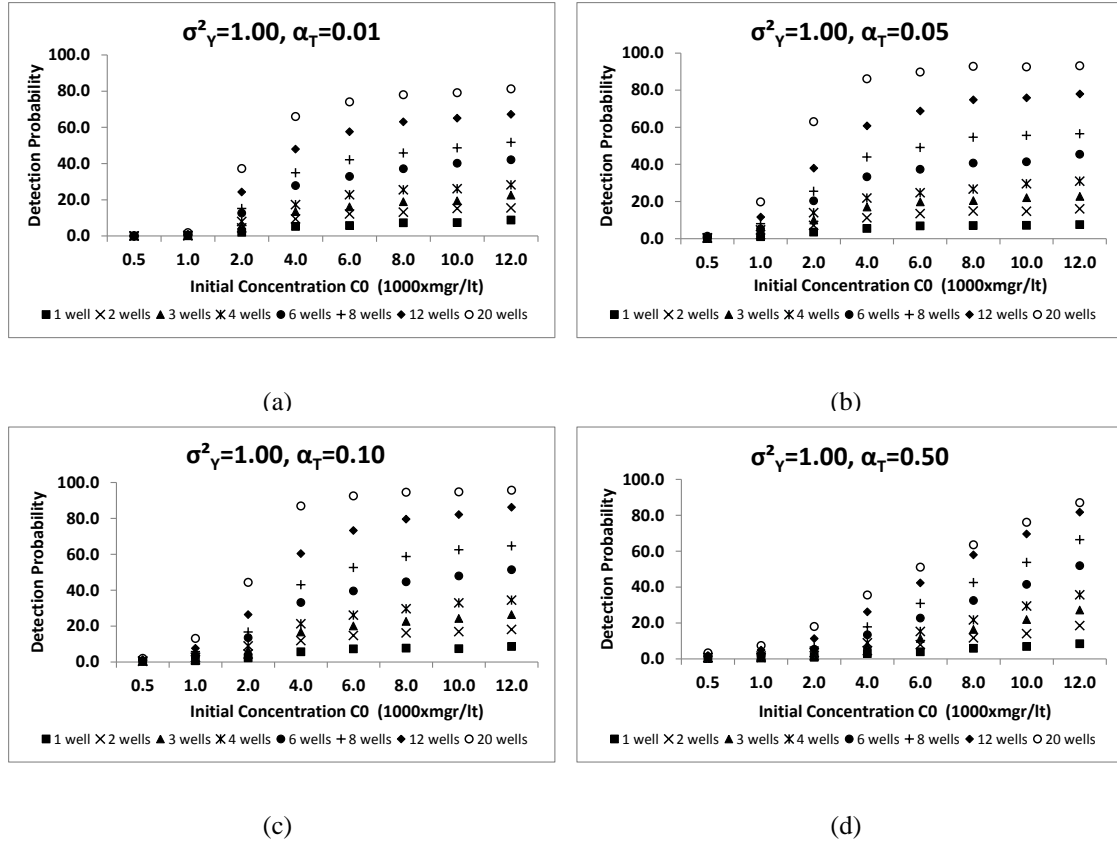 σ²Y=1.00, αT=0.01
Detection Probability
100.0
80.0
60.0
40.0
20.0
0.0
0.5 1.0 2.0 4.0 6.0 8.0 10.0 12.0
Initial Concentration C0 (1000xmgr/lt)
1 well 2 wells 3 wells 4 wells 6 wells 8 wells 12 wells 20 wells
(a)
σ²Y=1.00, αT=0.05
Detection Probability
100.0
80.0
60.0
40.0
20.0
0.0
0.5 1.0 2.0 4.0 6.0 8.0 10.0 12.0
Initial Concentration C0 (1000xmgr/lt)
1 well 2 wells 3 wells 4 wells 6 wells 8 wells 12 wells 20 wells
(b)
σ²Y=1.00, αT=0.10
Detection Probability
100.0
80.0
60.0
40.0
20.0
0.0
0.5 1.0 2.0 4.0 6.0 8.0 10.0 12.0
Initial Concentration C0 (1000xmgr/lt)
1 well 2 wells 3 wells 4 wells 6 wells 8 wells 12 wells 20 wells
(c)
σ²Y=1.00, αT=0.50
Detection Probability
100.0
80.0
60.0
40.0
20.0
0.0
0.5 1.0 2.0 4.0 6.0 8.0 10.0 12.0
Initial Concentration C0 (1000xmgr/lt)
1 well 2 wells 3 wells 4 wells 6 wells 8 wells 12 wells 20 wells
(d)